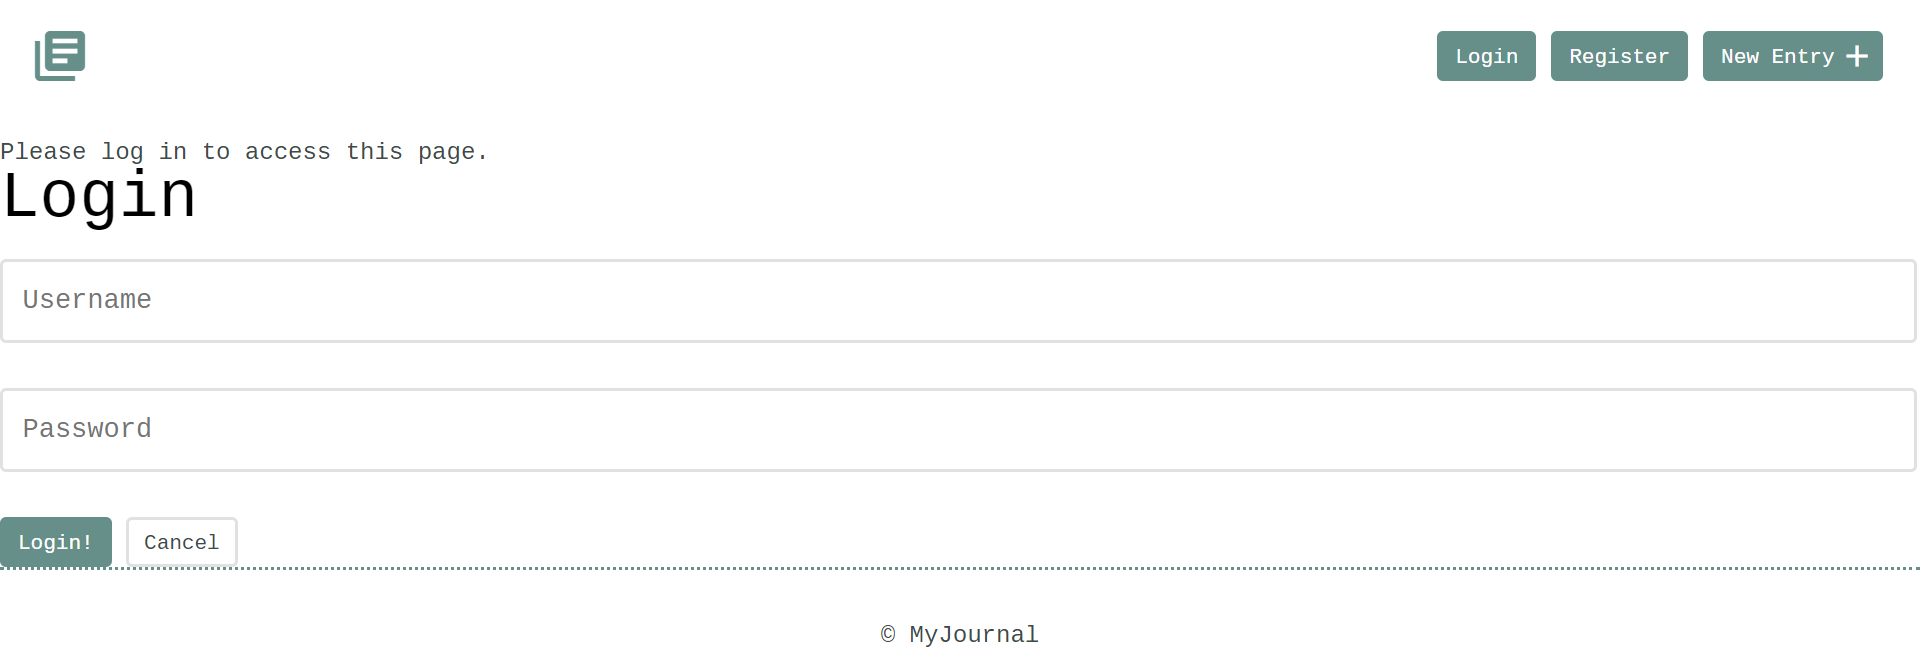 Login Register New Entry
Please log in to access this page.
Login
Username
Password
Login! Cancel
© MyJournal